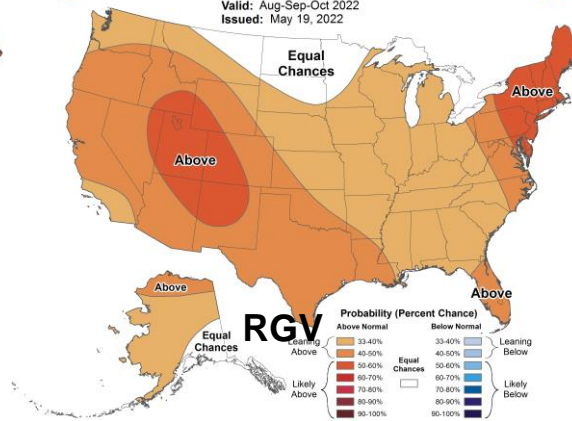 Valid: Aug-Sep-Oct 2022
Issued: May 19, 2022
Equal
Chances
Above
Above
Above
Above
Equal
Chances
RGV
Probability (Percent Chance)
Above Normal
Below Normal
Leaning
Above
33-40%
40-50%
Likely
Above
50-60%
60-70%
70-80%
80-90%
90-100%
Equal
Chances
33-40%
40-50%
Leaning
Below
50-60%
60-70%
70-80%
80-90%
90-100%
Likely
Below